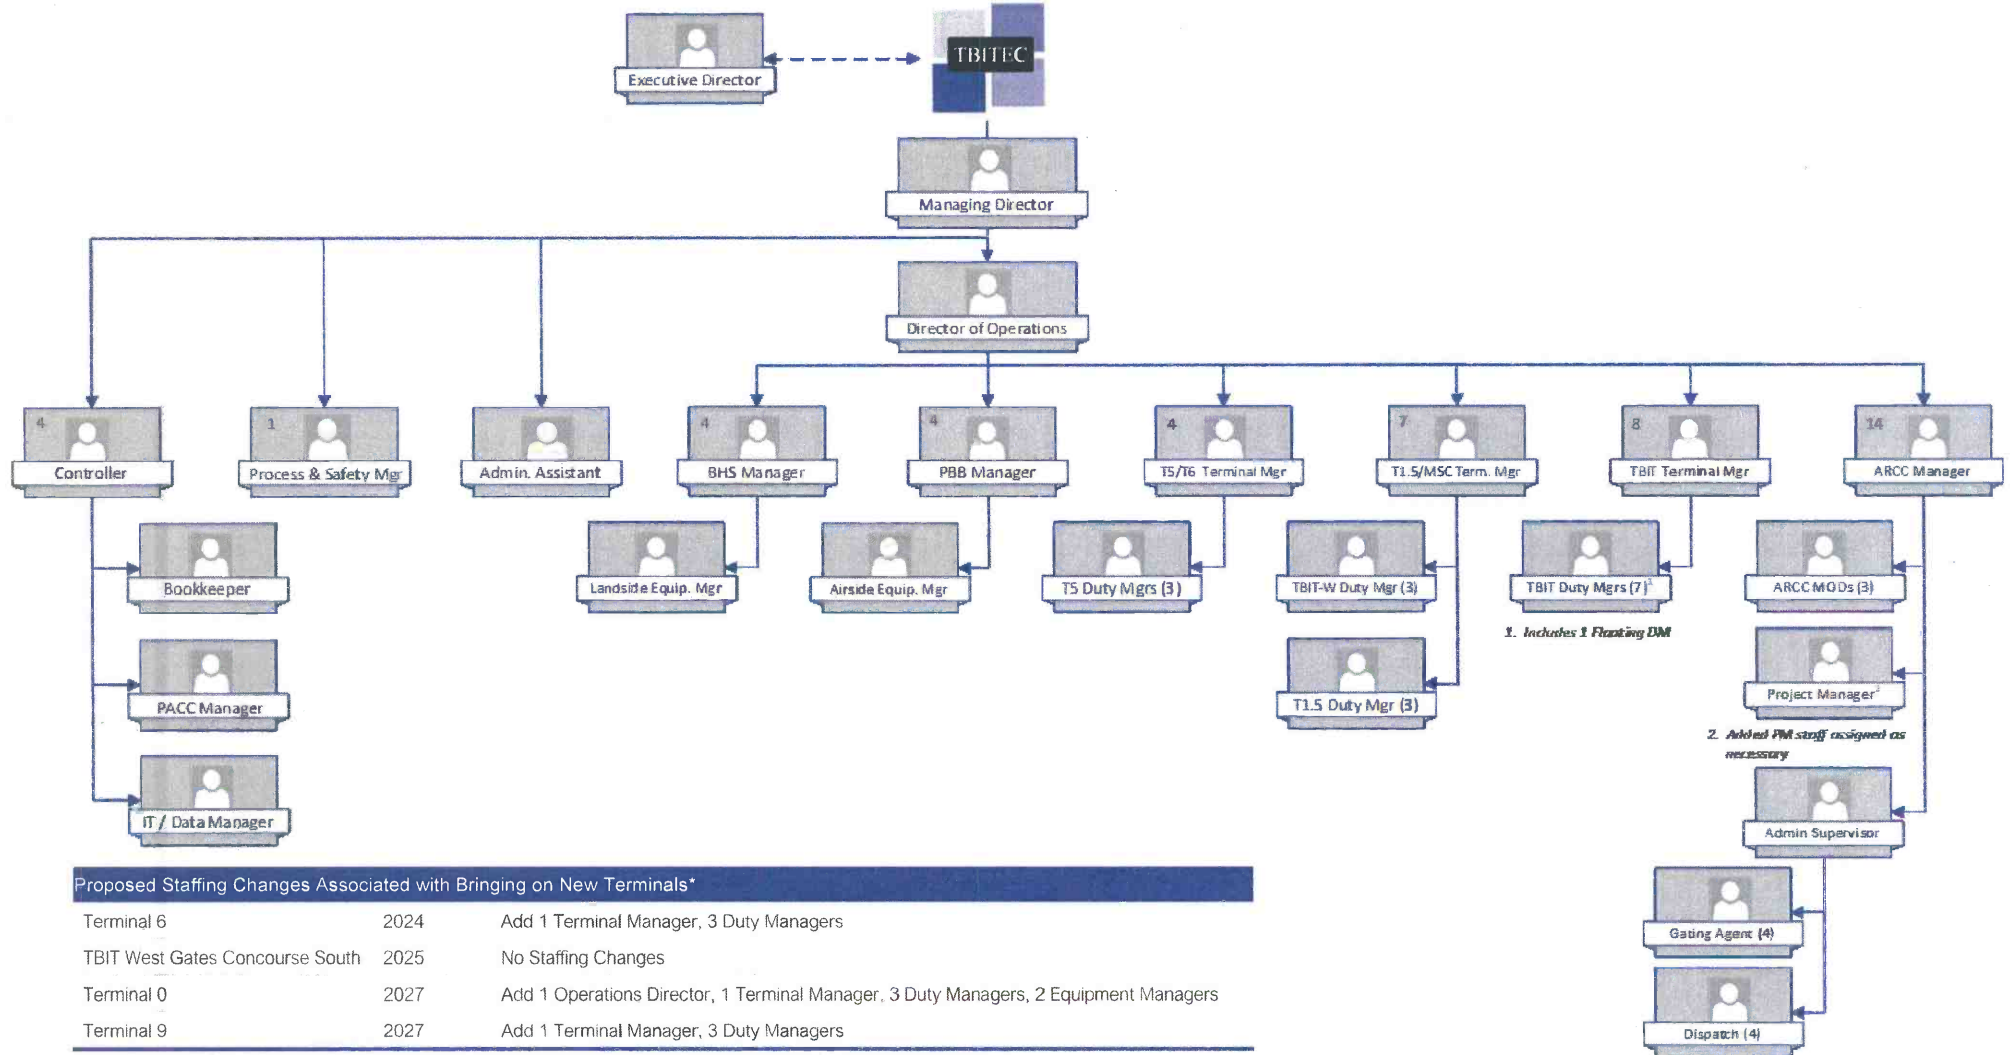 TBITEC
Executive Director
Managing Director
Director of Operations
4
Controller
1
Process & Safety Mgr
Admin. Assistant
4
BHS Manager
4
PBB Manager
4
T5/T6 Terminal Mgr
7
T1.5/MSC Term. Mgr
8
TBIT Terminal Mgr
14
ARCC Manager
Bookkeeper
Landside Equip. Mgr
Airside Equip. Mgr
T5 Duty Mgrs (3)
TBIT-W Duty Mgr (3)
TBIT Duty Mgrs (7)¹
ARCC MODs (3)
1. Includes 1 Floating DM
PACC Manager
T1.5 Duty Mgr (3)
Project Manager²
2. Added PM staff assigned as
necessary
IT / Data Manager
Admin Supervisor
Gating Agent (4)
Dispatch (4)
Proposed Staffing Changes Associated with Bringing on New Terminals*
Terminal 6 2024 Add 1 Terminal Manager, 3 Duty Managers
TBIT West Gates Concourse South 2025 No Staffing Changes
Terminal 0 2027 Add 1 Operations Director, 1 Terminal Manager, 3 Duty Managers, 2 Equipment Managers
Terminal 9 2027 Add 1 Terminal Manager, 3 Duty Managers